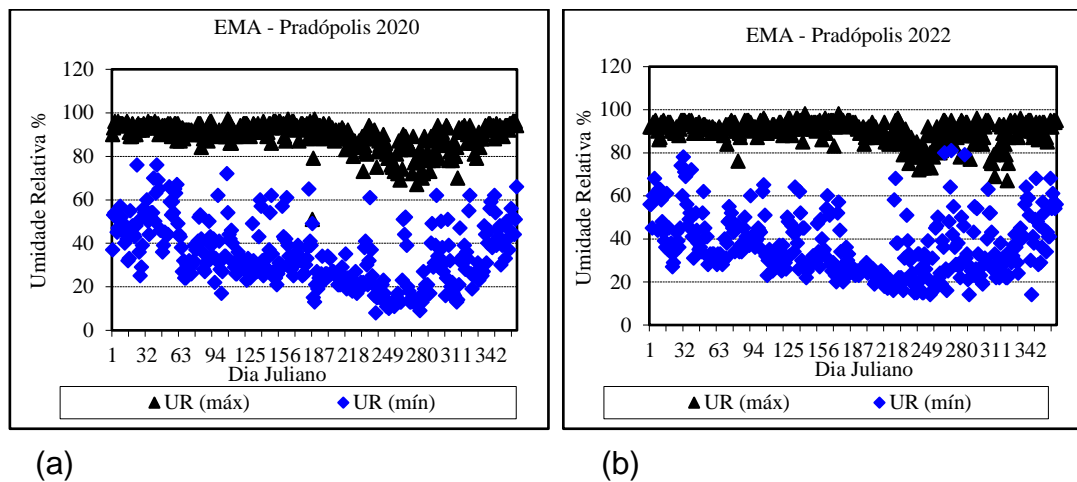 EMA - Pradópolis 2020
Umidade Relativa %
120
100
80
60
40
20
0
1 32 63 94 125 156 187 218 249 280 311 342
Dia Juliano
UR (máx) UR (mín)
(a)
EMA - Pradópolis 2022
Umidade Relativa %
120
100
80
60
40
20
0
1 32 63 94 125 156 187 218 249 280 311 342
Dia Juliano
UR (máx) UR (mín)
(b)